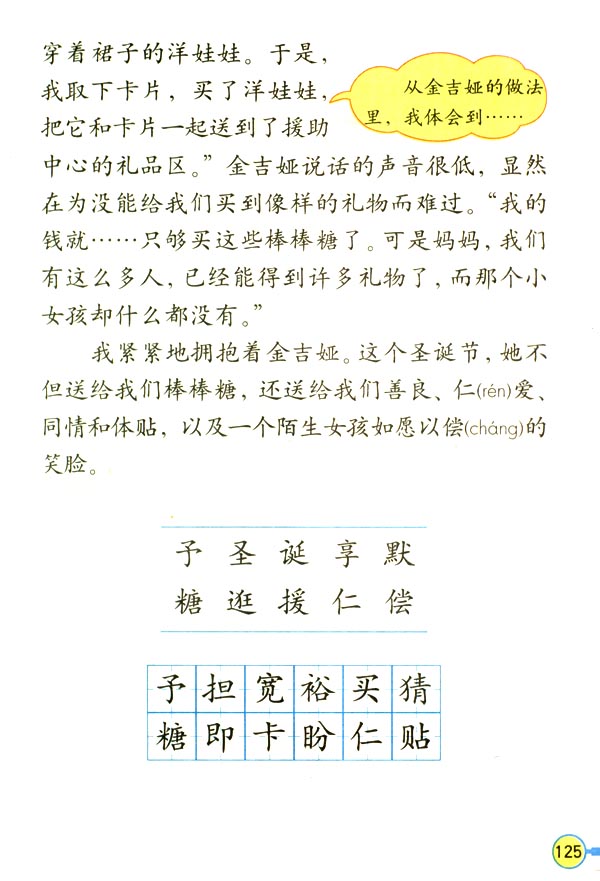 穿着裙子的洋娃娃。于是，
我取下卡片，买了洋娃娃，
把它和卡片一起送到了援助
中心的礼品区。”金吉娅说话的声音很低，显然
在为没能给我们买到像样的礼物而难过。“我的
钱就……只够买这些棒棒糖了。可是妈妈，我们
有这么多人，已经能得到许多礼物了，而那个小
女孩却什么都没有。”
从金吉娅的做法
里，我体会到……
我紧紧地拥抱着金吉娅。这个圣诞节，她不
但送给我们棒棒糖，还送给我们善良、仁(rén)爱、
同情和体贴，以及一个陌生女孩如愿以偿(cháng)的
笑脸。
予 圣 诞 享 默
糖 逛 援 仁 偿
予 担 宽 裕 买 猜
糖 即 卡 盼 仁 贴
125